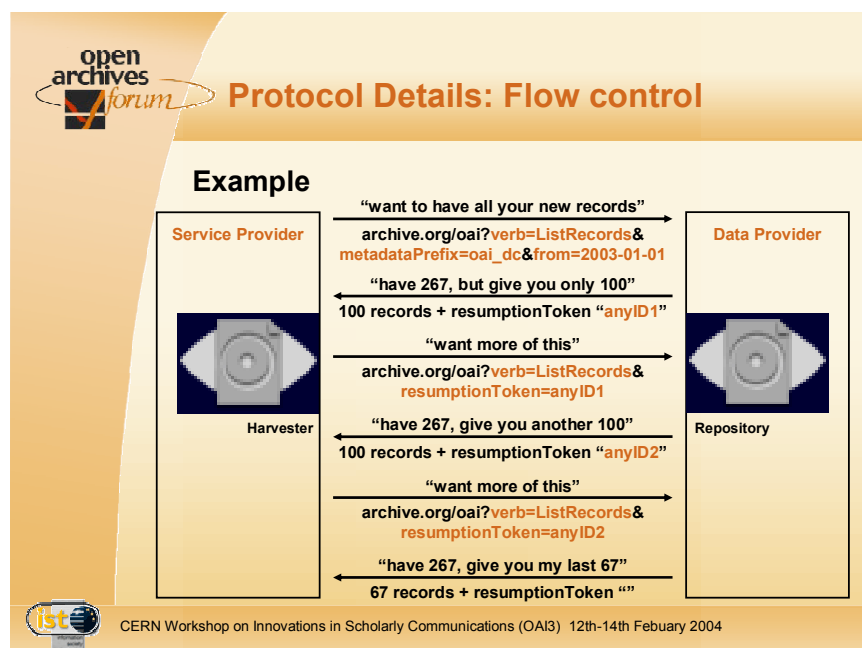 open
archives
forum
Protocol Details: Flow control
Example
“want to have all your new records”
Service Provider
archive.org/oai?verb=ListRecords&
metadataPrefix=oai_dc&from=2003-01-01
Data Provider
“have 267, but give you only 100”
100 records + resumptionToken “anyID1”
“want more of this”
archive.org/oai?verb=ListRecords&
resumptionToken=anyID1
Harvester
“have 267, give you another 100”
Repository
100 records + resumptionToken “anyID2”
“want more of this”
archive.org/oai?verb=ListRecords&
resumptionToken=anyID2
“have 267, give you my last 67”
67 records + resumptionToken “”
ist
information
society
CERN Workshop on Innovations in Scholarly Communications (OAI3) 12th-14th Febuary 2004